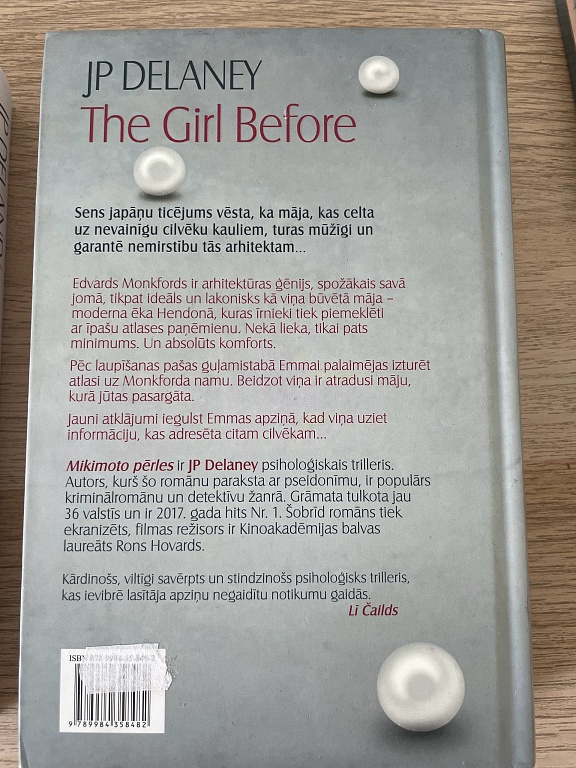 JP DELANEY
The Girl Before
Sens japāņu ticējums vēsta, ka māja, kas celta
uz nevainīgu cilvēku kauliem, turas mūžīgi un
garantē nemirstību tās arhitektam...
Edvards Monkfords ir arhitektūras ģēnijs, spožākais savā
jomā, tikpat ideāls un lakonisks kā viņa būvētā māja –
moderna ēka Hendonā, kuras īrnieki tiek piemeklēti
ar īpašu atlases paņēmienu. Nekā lieka, tikai pats
minimums. Un absolūts komforts.
Pēc laupīšanas pašas guļamistabā Emmai palaimējas izturēt
atlasi uz Monkforda namu. Beidzot viņa ir atradusi māju,
kurā jūtas pasargāta.
Jauni atklājumi iegulst Emmas apziņā, kad viņa uziet
informāciju, kas adresēta citam cilvēkam...
Mikimoto pērles ir JP Delaney psiholoģiskais trilleris.
Autors, kurš šo romānu paraksta ar pseidonīmu, ir populārs
kriminālromānu un detektīvu žanrā. Grāmata tulkota jau
36 valstīs un ir 2017. gada hits Nr. 1. Šobrīd romāns tiek
ekranizēts, filmas režisors ir Kinoakadēmijas balvas
laureāts Rons Hovards.
Kārdinošs, viltīgi savērpts un stindzinošs psiholoģisks trilleris,
kas ievibrē lasītāja apziņu negaidītu notikumu gaidās.
Lī Čailds
ISBN
9 789984 358482
JP DELANEY